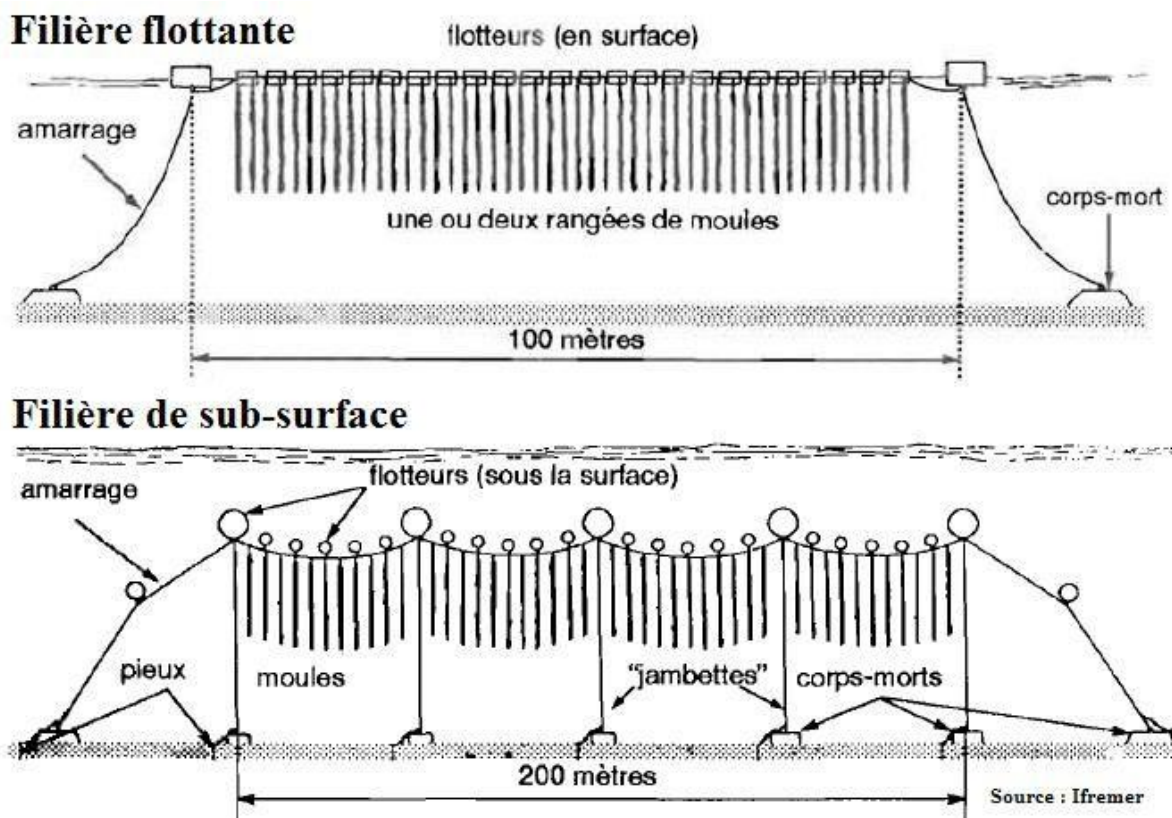 Filière flottante
flotteurs (en surface)
amarrage
une ou deux rangées de moules
corps-mort
100 mètres
Filière de sub-surface
flotteurs (sous la surface)
amarrage
pieux
moules
"jambettes"
corps-morts
200 mètres
Source : Ifremer